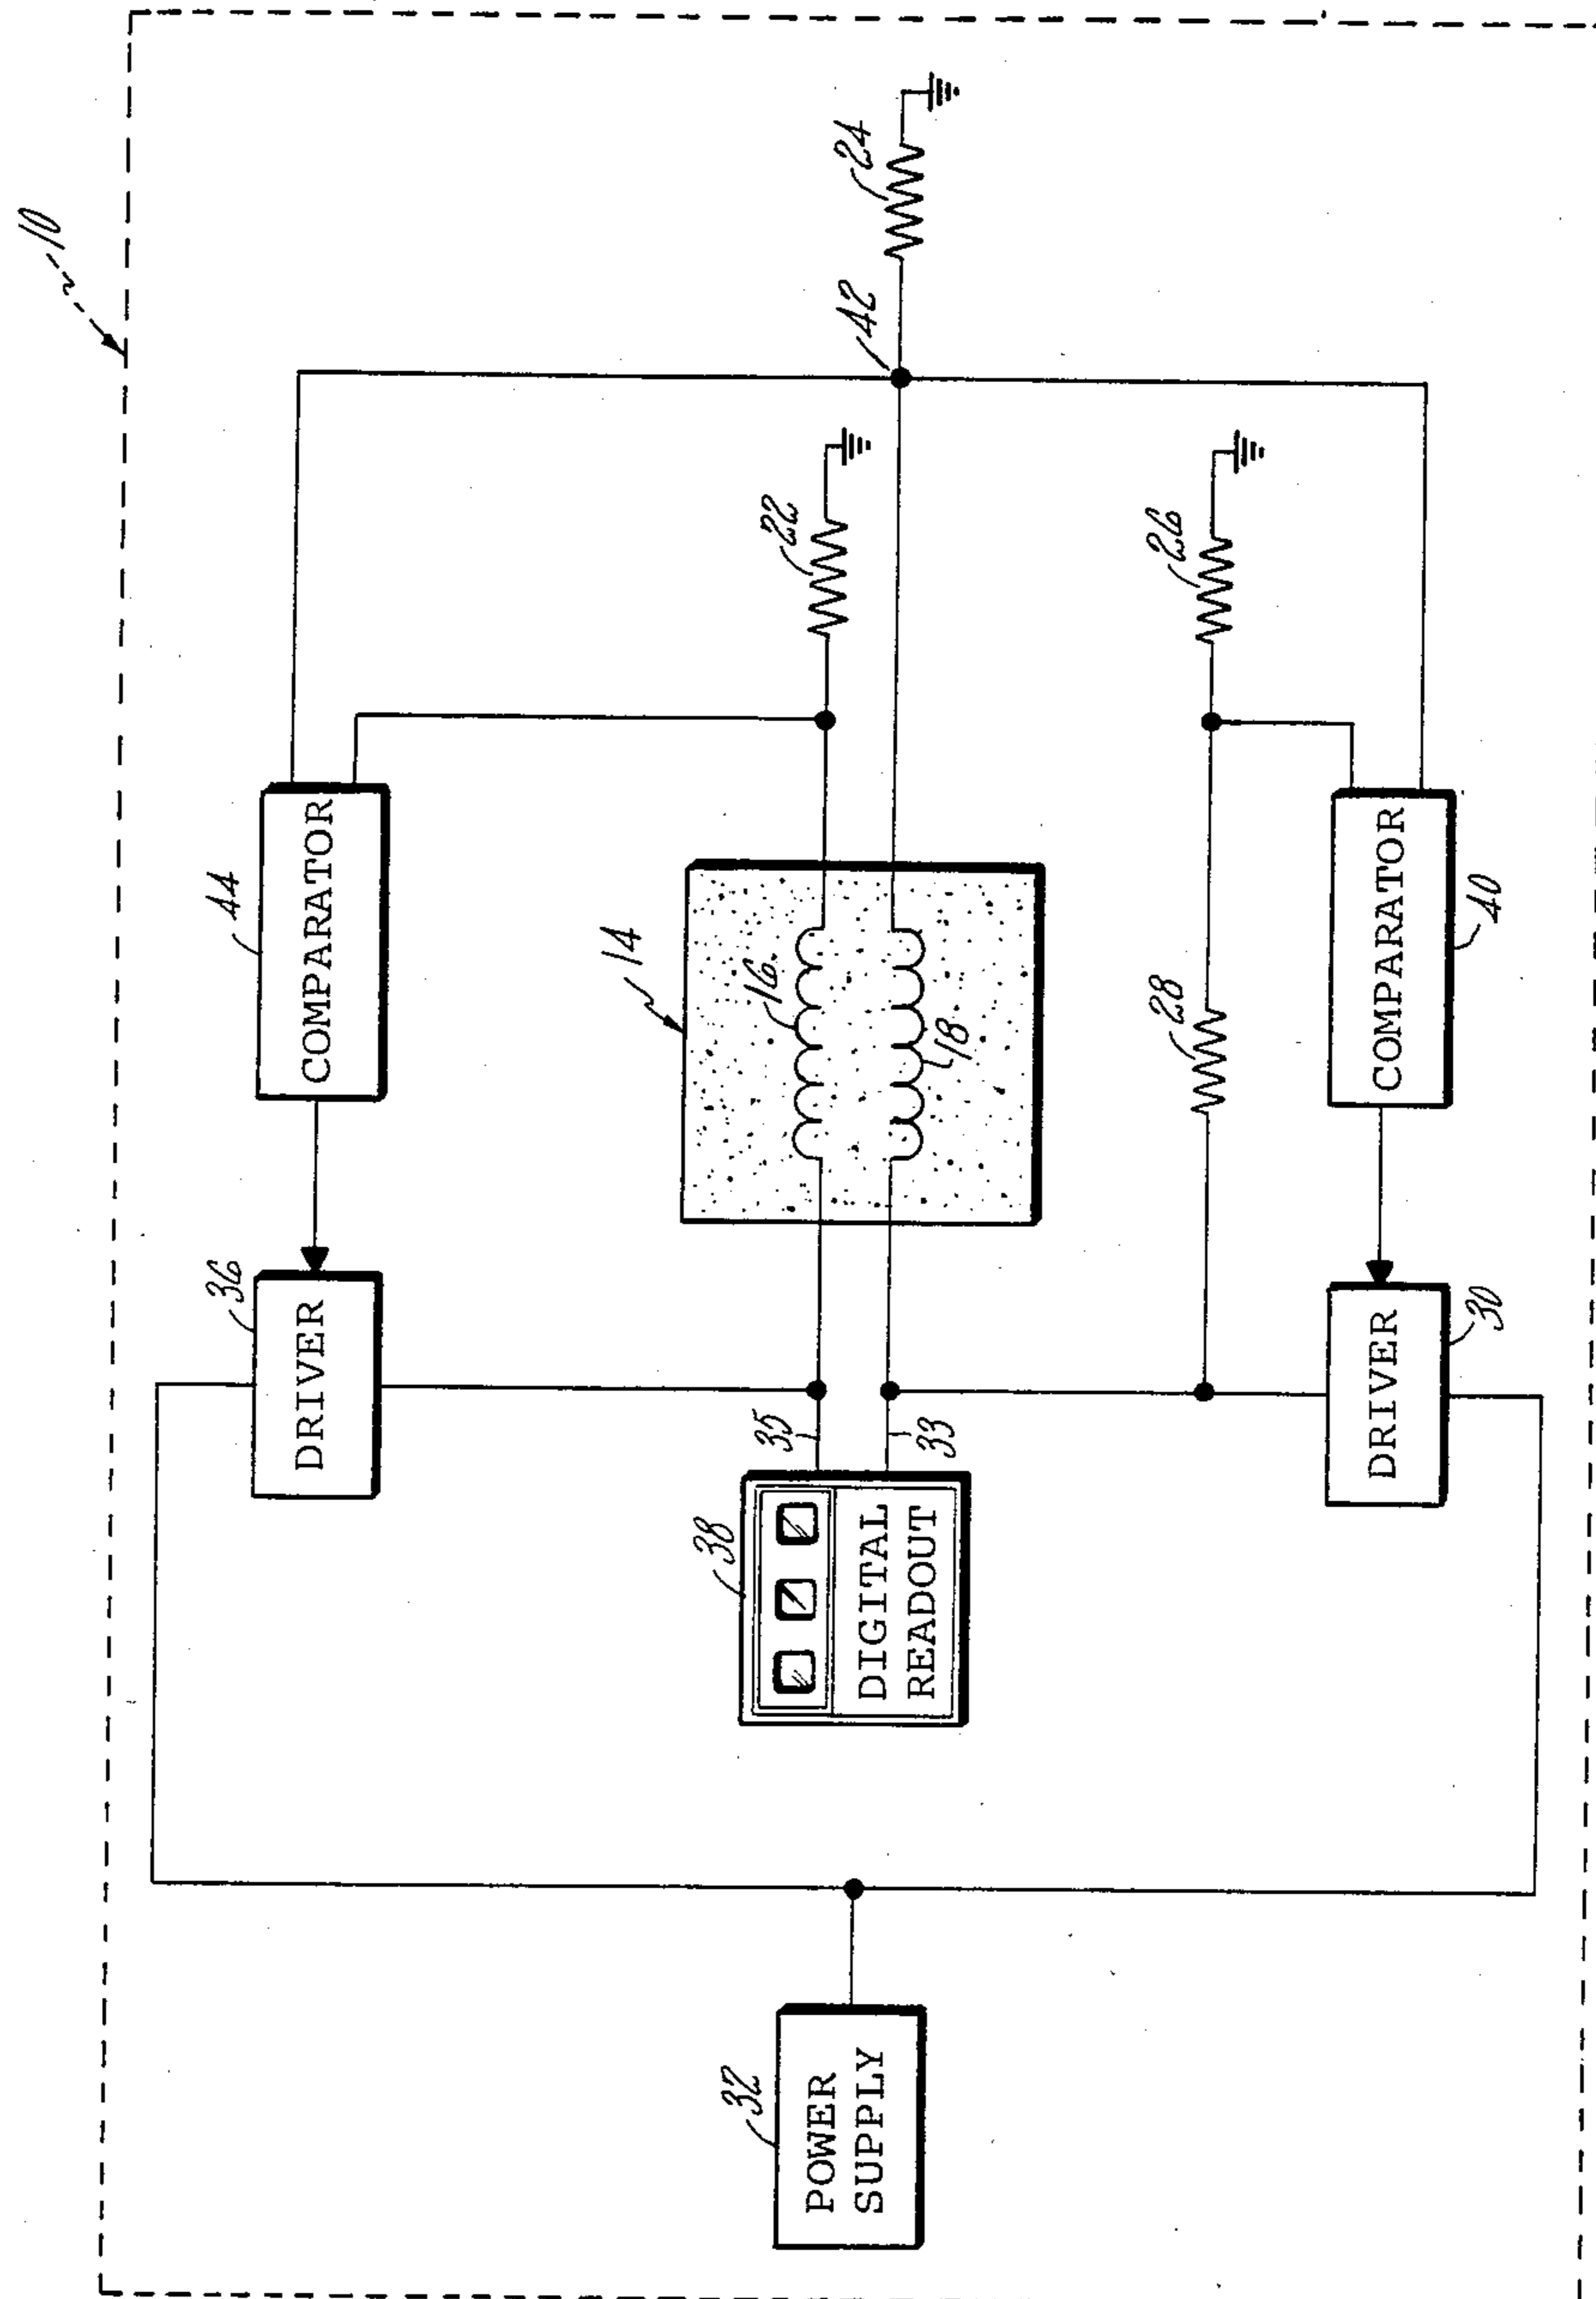 10
44
COMPARATOR
36
DRIVER
42
24
22
14
16
18
35
33
38
DIGITAL
READOUT
32
POWER
SUPPLY
26
28
COMPARATOR
40
DRIVER
30